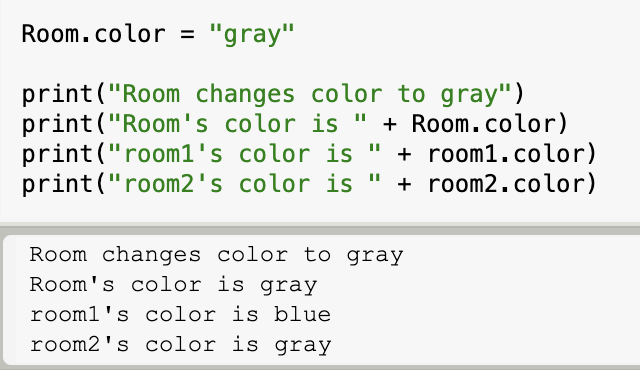 Room.color = "gray"
print("Room changes color to gray")
print("Room's color is " + Room.color)
print("room1's color is " + room1.color)
print("room2's color is " + room2.color)
Room changes color to gray
Room's color is gray
room1's color is blue
room2's color is gray